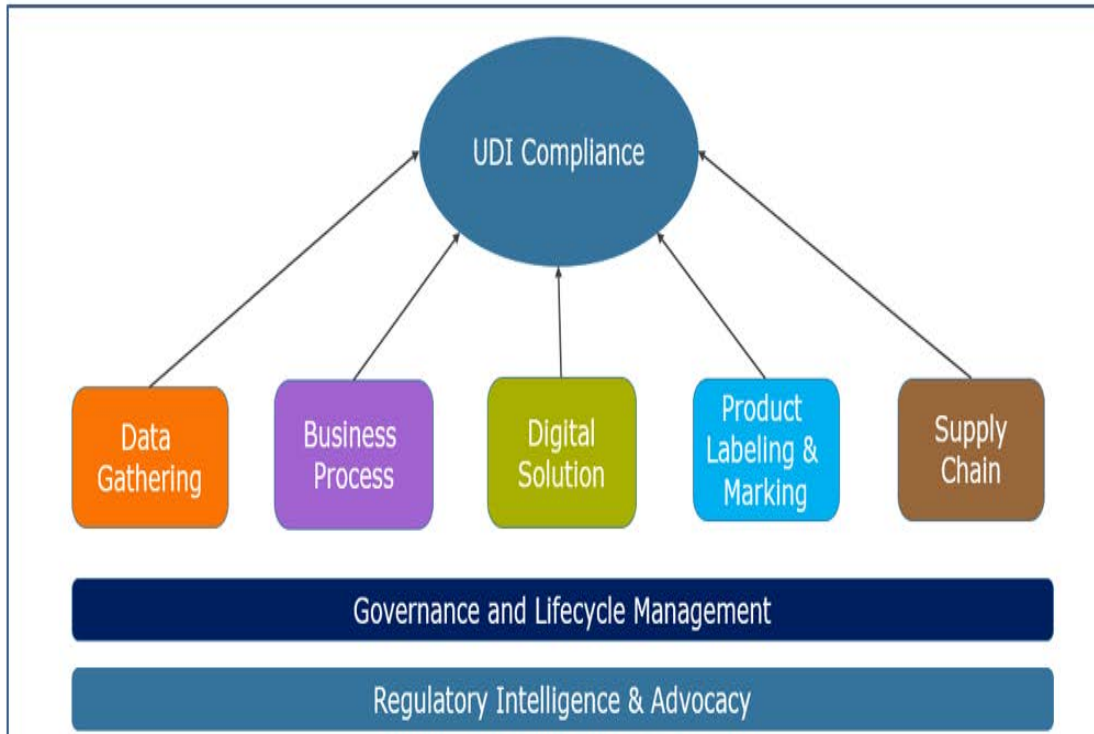 UDI Compliance
Data
Gathering
Business
Process
Digital
Solution
Product
Labeling &
Marking
Supply
Chain
Governance and Lifecycle Management
Regulatory Intelligence & Advocacy